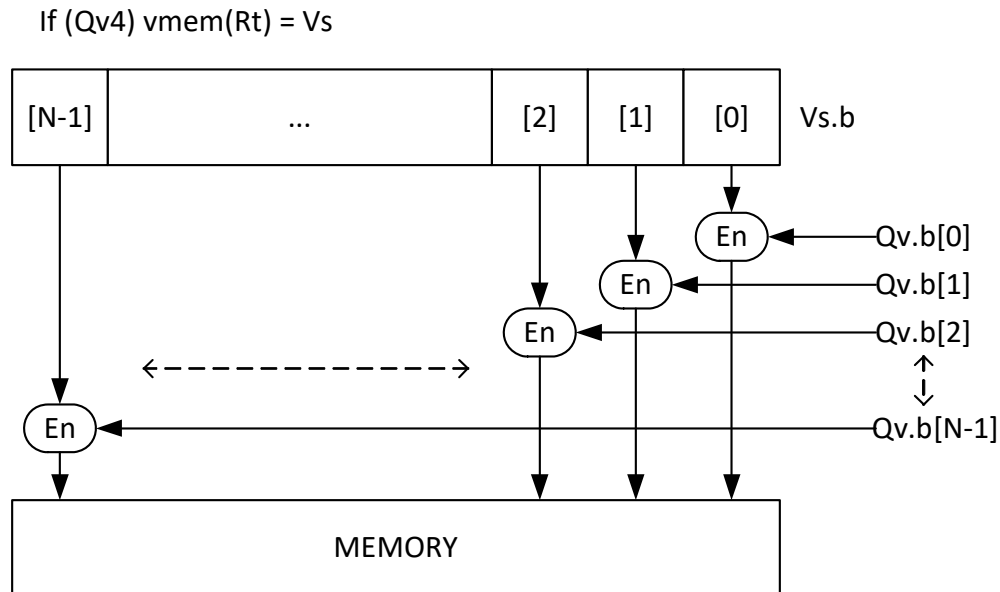 If (Qv4) vmem(Rt) = Vs
[N-1] ... [2] [1] [0] Vs.b
En Qv.b[0]
En Qv.b[1]
En Qv.b[2]
En Qv.b[N-1]
MEMORY